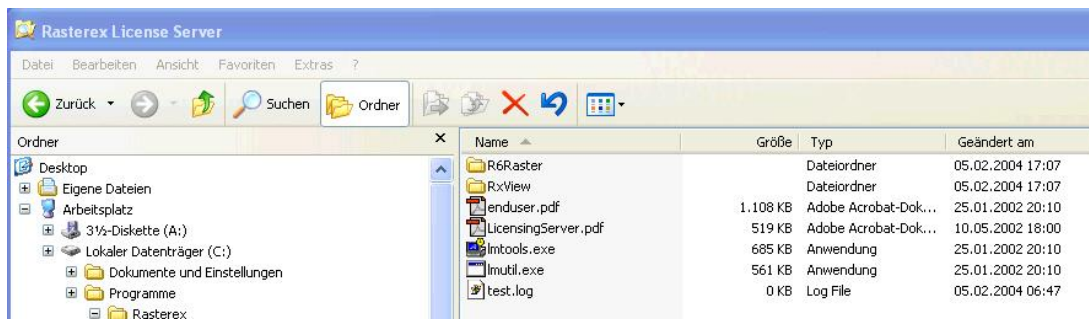 Rasterex License Server
Datei Bearbeiten Ansicht Favoriten Extras ?
Zurück Suchen Ordner
Ordner
Desktop
Eigene Dateien
Arbeitsplatz
3½-Diskette (A:)
Lokaler Datenträger (C:)
Dokumente und Einstellungen
Programme
Rasterex
Name Größe Typ Geändert am
R6Raster Dateiordner 05.02.2004 17:07
RxView Dateiordner 05.02.2004 17:07
enduser.pdf 1.108 KB Adobe Acrobat-Dok... 25.01.2002 20:10
LicensingServer.pdf 519 KB Adobe Acrobat-Dok... 10.05.2002 18:00
lmtools.exe 685 KB Anwendung 25.01.2002 20:10
lmutil.exe 561 KB Anwendung 25.01.2002 20:10
test.log 0 KB Log File 05.02.2004 06:47